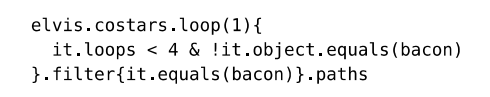 elvis.costars.loop(1){
  it.loops < 4 & !it.object.equals(bacon)
}.filter{it.equals(bacon)}.paths